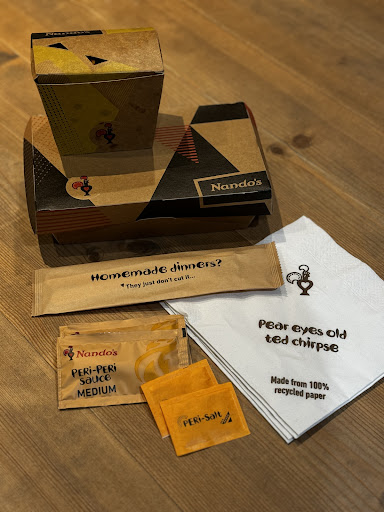 Nando's
Nando's
Homemade dinners?
They just don't cut it...
Nando's
PERi-PERi
SAUCE
MEDIUM
PERi-Salt
Pear eyes old
ted chirpse
Made from 100%
recycled paper